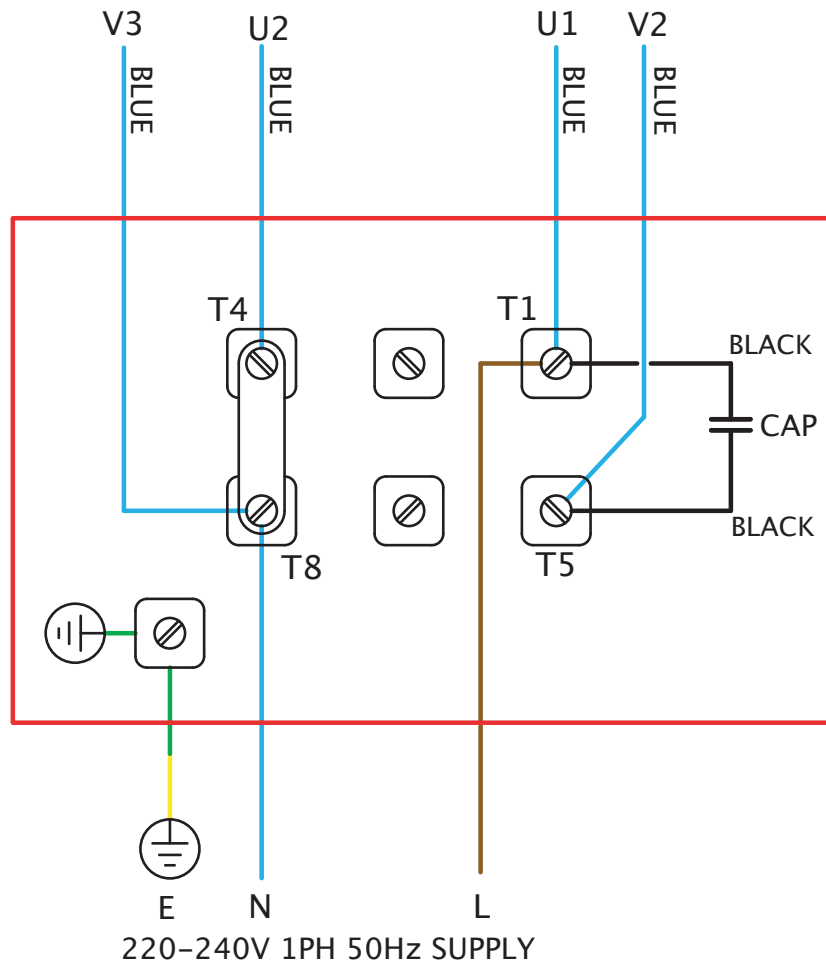 V3 U2 U1 V2
BLUE BLUE BLUE BLUE
T4 T1
BLACK
CAP
BLACK
T8 T5
E N L
220-240V 1PH 50Hz SUPPLY